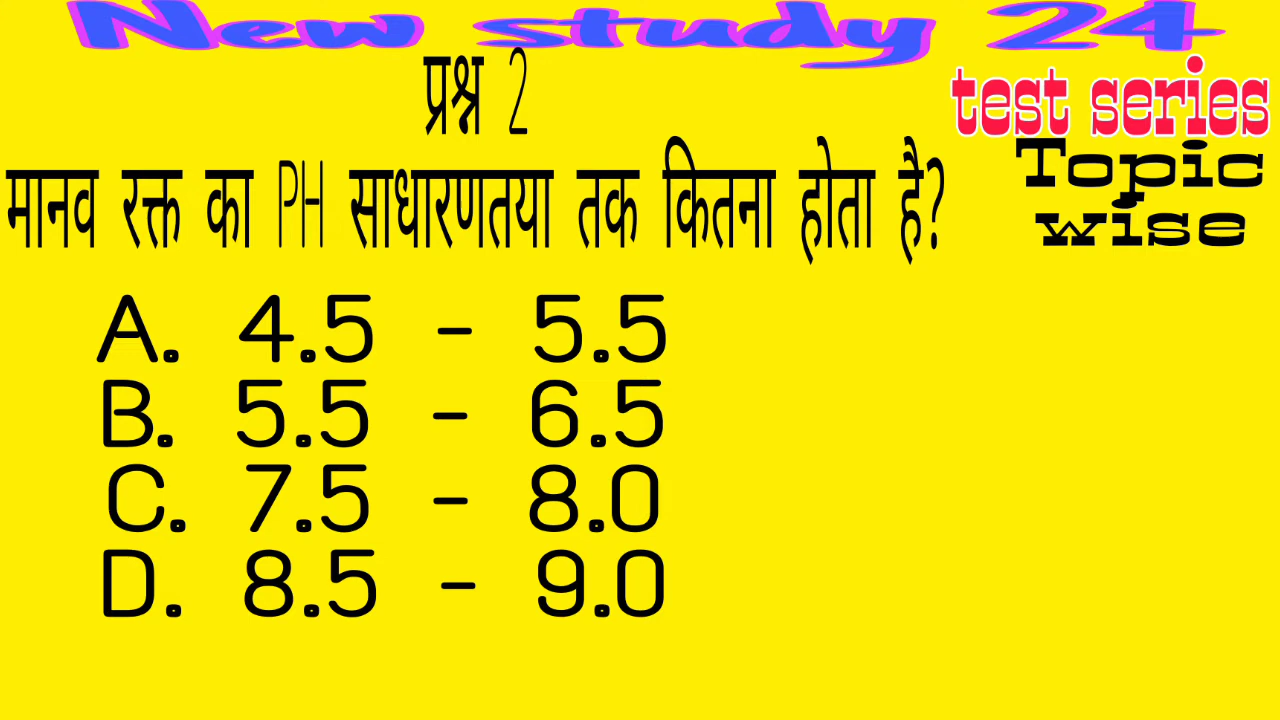 New study 24
प्रश्न 2
test series
Topic
wise
मानव रक्त का PH साधारणतया तक कितना होता है?
A. 4.5 - 5.5
B. 5.5 - 6.5
C. 7.5 - 8.0
D. 8.5 - 9.0